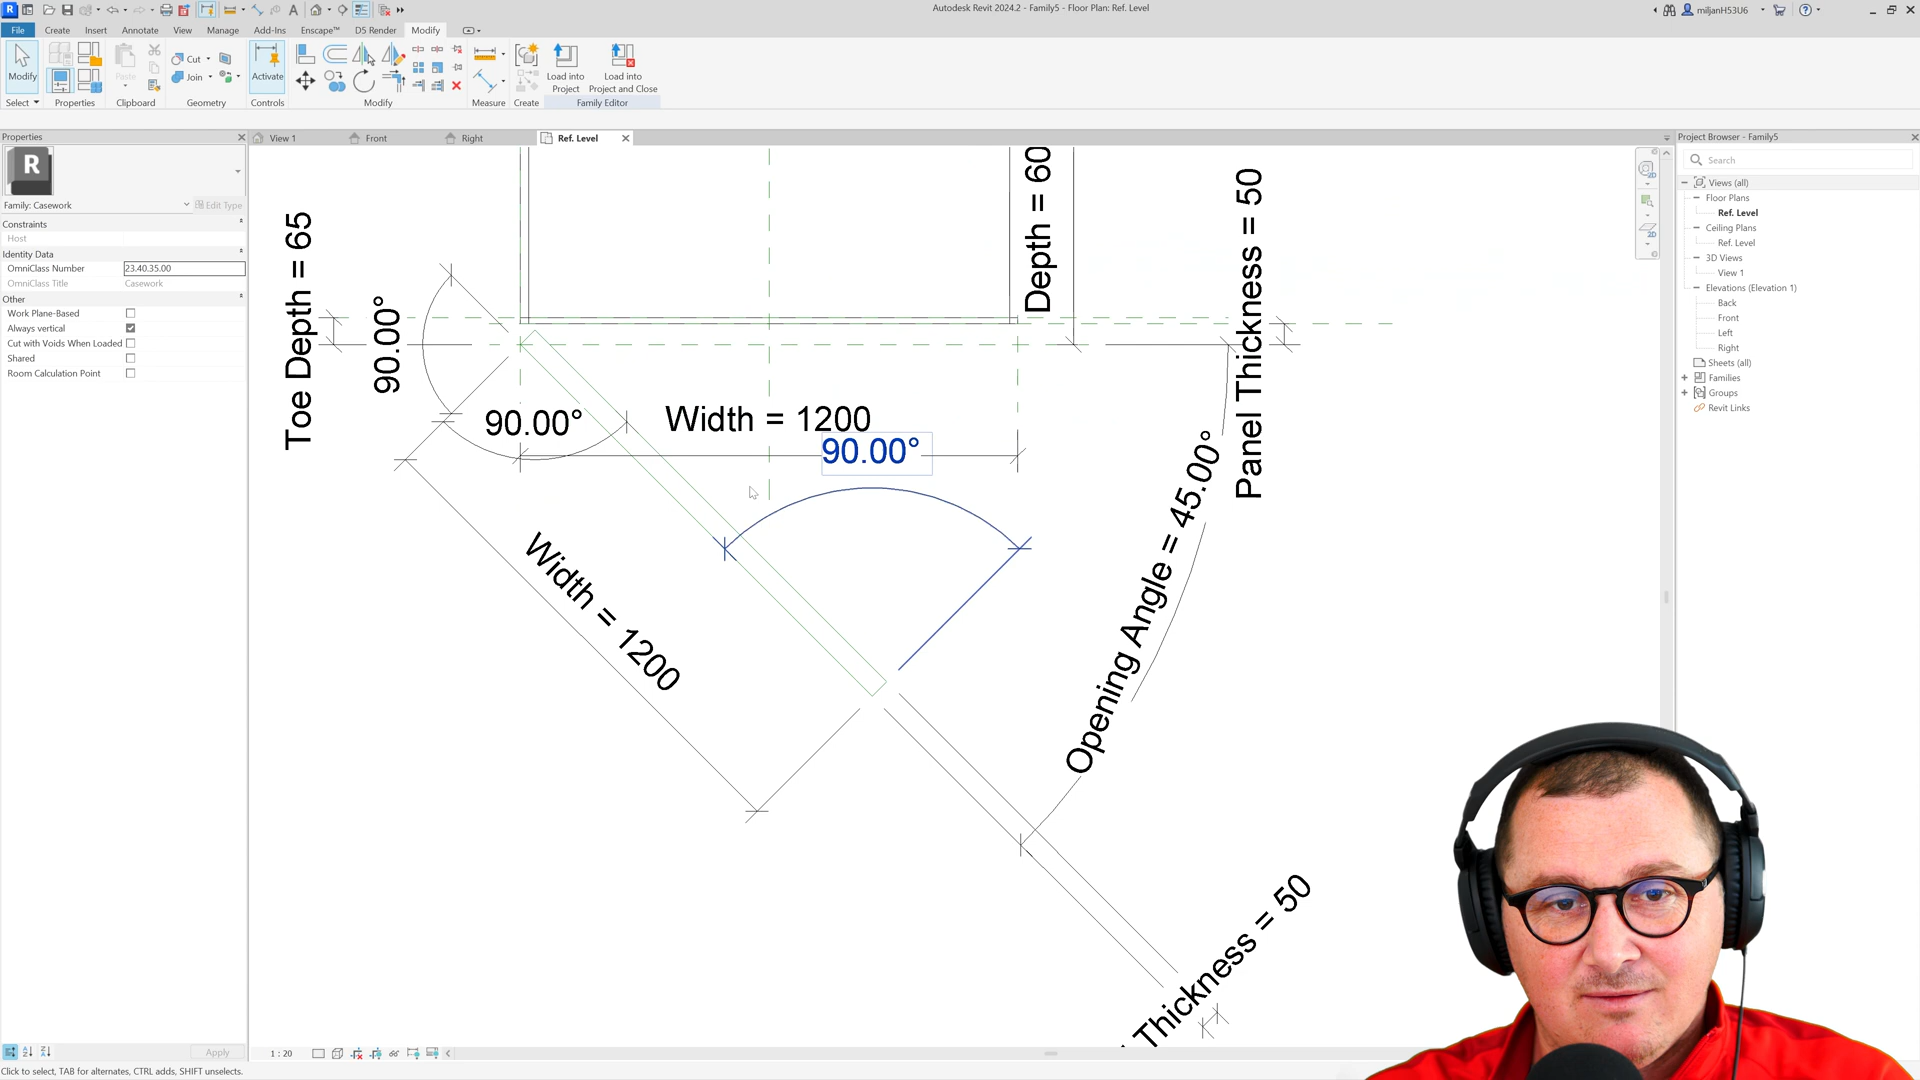 Autodesk Revit 2024.2 - Family5 - Floor Plan: Ref. Level
miljanH53U6
File
Create
Insert
Annotate
View
Manage
Add-Ins
Enscape™
D5 Render
Modify
Modify
Paste
Cut
Join
Activate
Load into
Project
Load into
Project and Close
Select
Properties
Clipboard
Geometry
Controls
Modify
Measure
Create
Family Editor
Properties
View 1
Front
Right
Ref. Level
Project Browser - Family5
R
Family: Casework
Edit Type
Constraints
Host
Identity Data
OmniClass Number
23.40.35.00
OmniClass Title
Casework
Other
Work Plane-Based
Always vertical
Cut with Voids When Loaded
Shared
Room Calculation Point
Toe Depth = 65
90.00°
90.00°
Width = 1200
90.00°
Depth = 60
Panel Thickness = 50
Opening Angle = 45.00°
Width = 1200
Thickness = 50
Search
Views (all)
Floor Plans
Ref. Level
Ceiling Plans
Ref. Level
3D Views
View 1
Elevations (Elevation 1)
Back
Front
Left
Right
Sheets (all)
Families
Groups
Revit Links
Apply
1 : 20
Click to select, TAB for alternates, CTRL adds, SHIFT unselects.